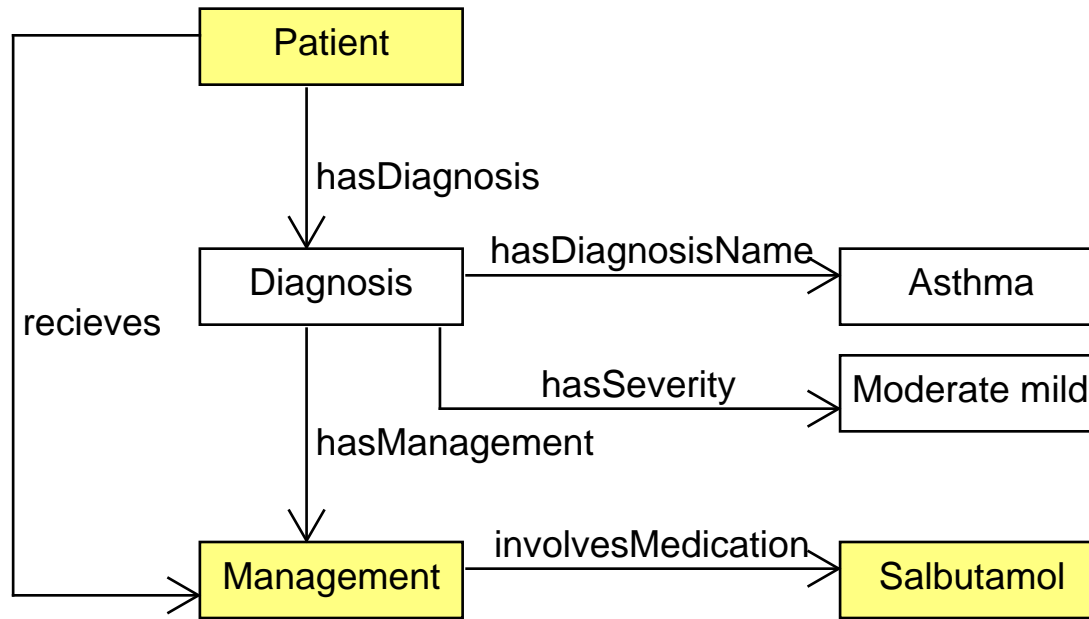 Patient
hasDiagnosis
hasDiagnosisName
Diagnosis
Asthma
recieves
hasSeverity
Moderate mild
hasManagement
involvesMedication
Management
Salbutamol